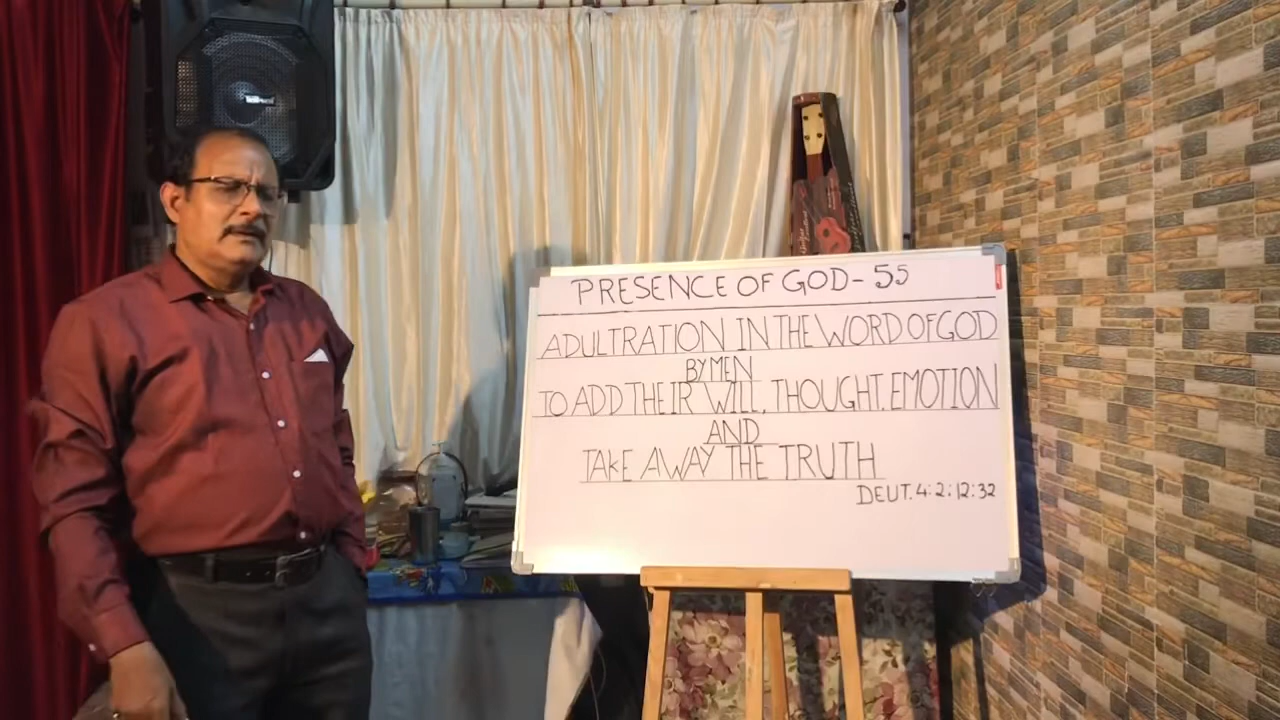 PRESENCE OF GOD - 55
ADULTRATION IN THE WORD OF GOD
BY MEN
TO ADD THEIR WILL, THOUGHT, EMOTION
AND
TAKE AWAY THE TRUTH
DEUT. 4:2:12:32